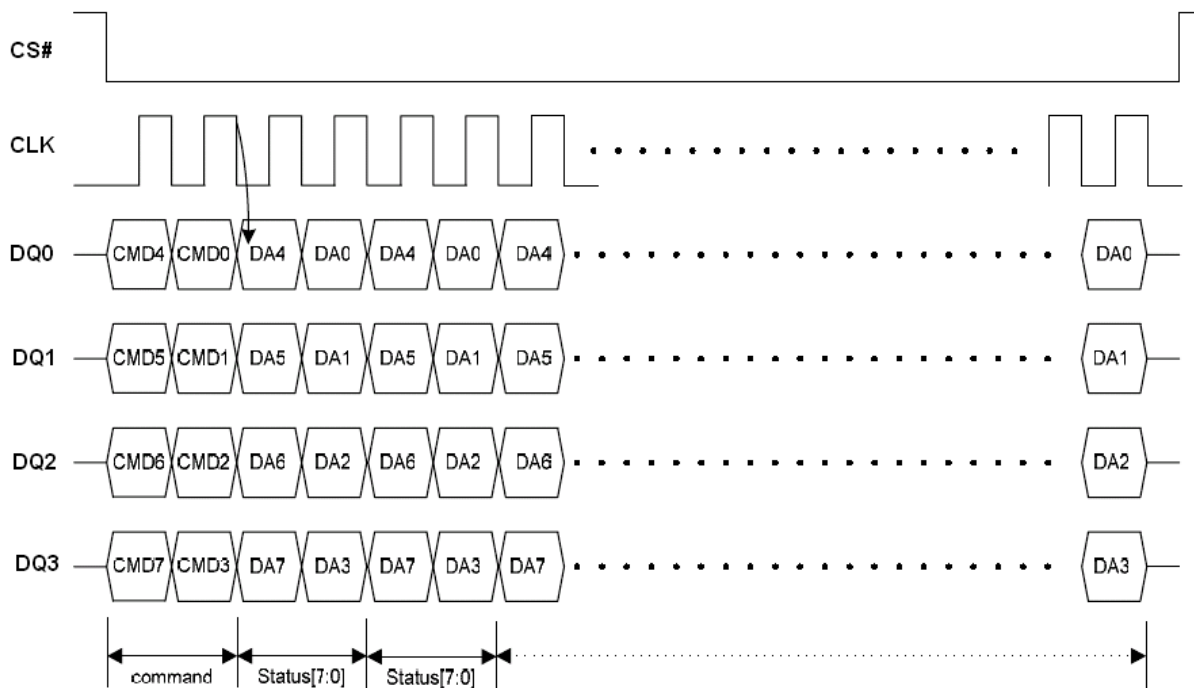 CS#
CLK
DQ0 CMD4 CMD0 DA4 DA0 DA4 DA0 DA4 DA0
DQ1 CMD5 CMD1 DA5 DA1 DA5 DA1 DA5 DA1
DQ2 CMD6 CMD2 DA6 DA2 DA6 DA2 DA6 DA2
DQ3 CMD7 CMD3 DA7 DA3 DA7 DA3 DA7 DA3
command Status[7:0] Status[7:0]